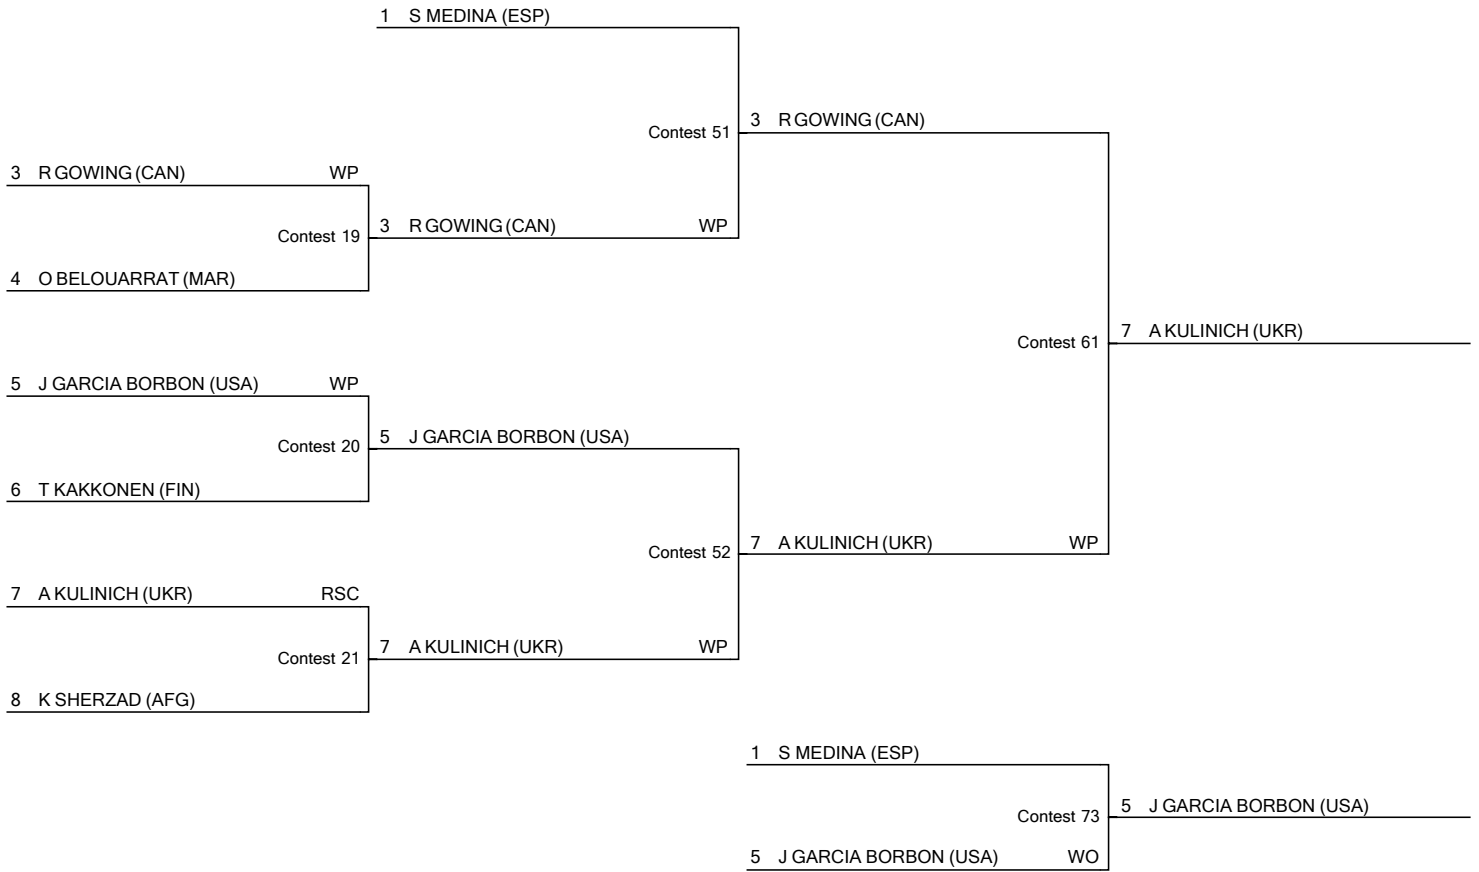 1 S MEDINA (ESP)
Contest 51
3 R GOWING (CAN)
3 R GOWING (CAN) WP
Contest 19
3 R GOWING (CAN) WP
4 O BELOUARRAT (MAR)
Contest 61
7 A KULINICH (UKR)
5 J GARCIA BORBON (USA) WP
Contest 20
5 J GARCIA BORBON (USA)
6 T KAKKONEN (FIN)
Contest 52
7 A KULINICH (UKR) WP
7 A KULINICH (UKR) RSC
Contest 21
7 A KULINICH (UKR) WP
8 K SHERZAD (AFG)
1 S MEDINA (ESP)
Contest 73
5 J GARCIA BORBON (USA)
5 J GARCIA BORBON (USA) WO